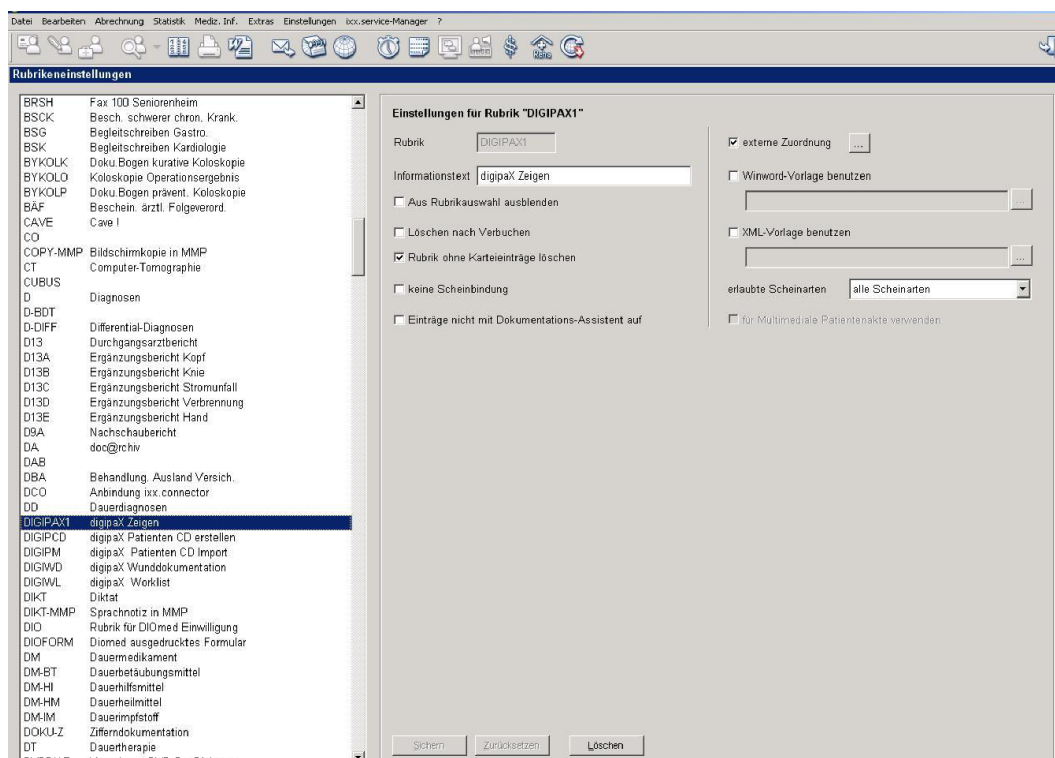 Datei Bearbeiten Abrechnung Statistik Mediz. Inf. Extras Einstellungen ixx.service-Manager ?
Reha
Rubrikeneinstellungen
BRSH Fax 100 Seniorenheim
BSCK Besch. schwerer chron. Krank.
BSG Begleitschreiben Gastro.
BSK Begleitschreiben Kardiologie
BYKOLK Doku.Bogen kurative Koloskopie
BYKOLO Koloskopie Operationsergebnis
BYKOLP Doku.Bogen prävent. Koloskopie
BÄF Beschein. ärztl. Folgeverord.
CAVE Cave !
CO
COPY-MMP Bildschirmkopie in MMP
CT Computer-Tomographie
CUBUS
D Diagnosen
D-BDT
D-DIFF Differential-Diagnosen
D13 Durchgangsarztbericht
D13A Ergänzungsbericht Kopf
D13B Ergänzungsbericht Knie
D13C Ergänzungsbericht Stromunfall
D13D Ergänzungsbericht Verbrennung
D13E Ergänzungsbericht Hand
D9A Nachschaubericht
DA doc@rchiv
DAB
DBA Behandlung. Ausland Versich.
DCO Anbindung ixx.connector
DD Dauerdiagnosen
DIGIPAX1 digipaX Zeigen
DIGIPCD digipaX Patienten CD erstellen
DIGIPM digipaX Patienten CD Import
DIGIWD digipaX Wunddokumentation
DIGIWL digipaX Worklist
DIKT Diktat
DIKT-MMP Sprachnotiz in MMP
DIO Rubrik für DIOmed Einwilligung
DIOFORM Diomed ausgedrucktes Formular
DM Dauermedikament
DM-BT Dauerbetäubungsmittel
DM-HI Dauerhilfsmittel
DM-HM Dauerheilmittel
DM-IM Dauerimpfstoff
DOKU-Z Zifferndokumentation
DT Dauertherapie
Einstellungen für Rubrik "DIGIPAX1"
Rubrik DIGIPAX1
Informationstext digipaX Zeigen
Aus Rubrikauswahl ausblenden
Löschen nach Verbuchen
Rubrik ohne Karteieinträge löschen
keine Scheinbindung
Einträge nicht mit Dokumentations-Assistent auf
externe Zuordnung ...
Winword-Vorlage benutzen
...
XML-Vorlage benutzen
...
erlaubte Scheinarten alle Scheinarten
für Multimediale Patientenakte verwenden
Sichern Zurücksetzen Löschen